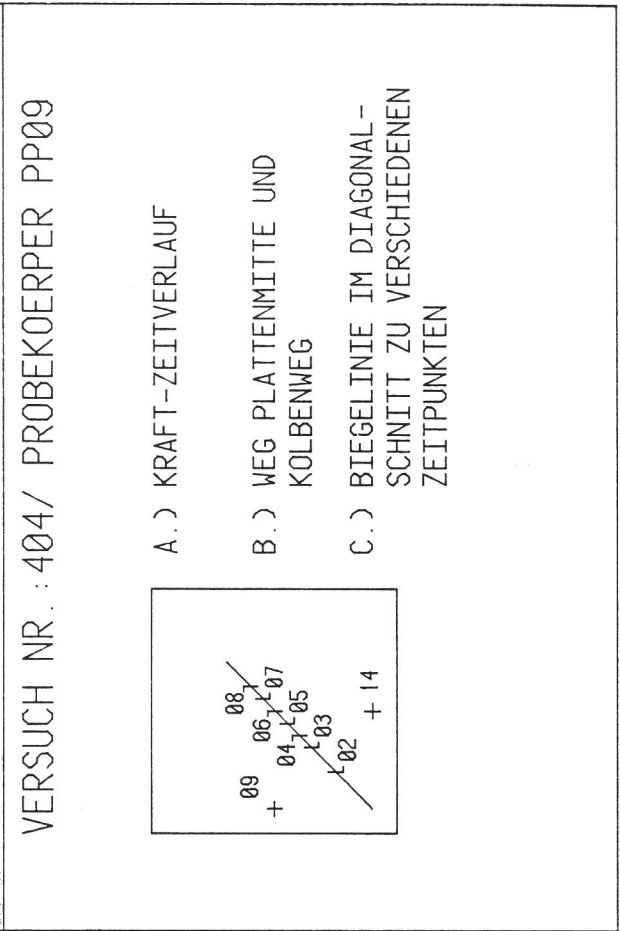 VERSUCH NR.:404/ PROBEKOERPER PP09
A.) KRAFT-ZEITVERLAUF
B.) WEG PLATTENMITTE UND
KOLBENWEG
C.) BIEGELINIE IM DIAGONAL-
SCHNITT ZU VERSCHIEDENEN
ZEITPUNKTEN
09
08
07
06
05
04
03
02
14